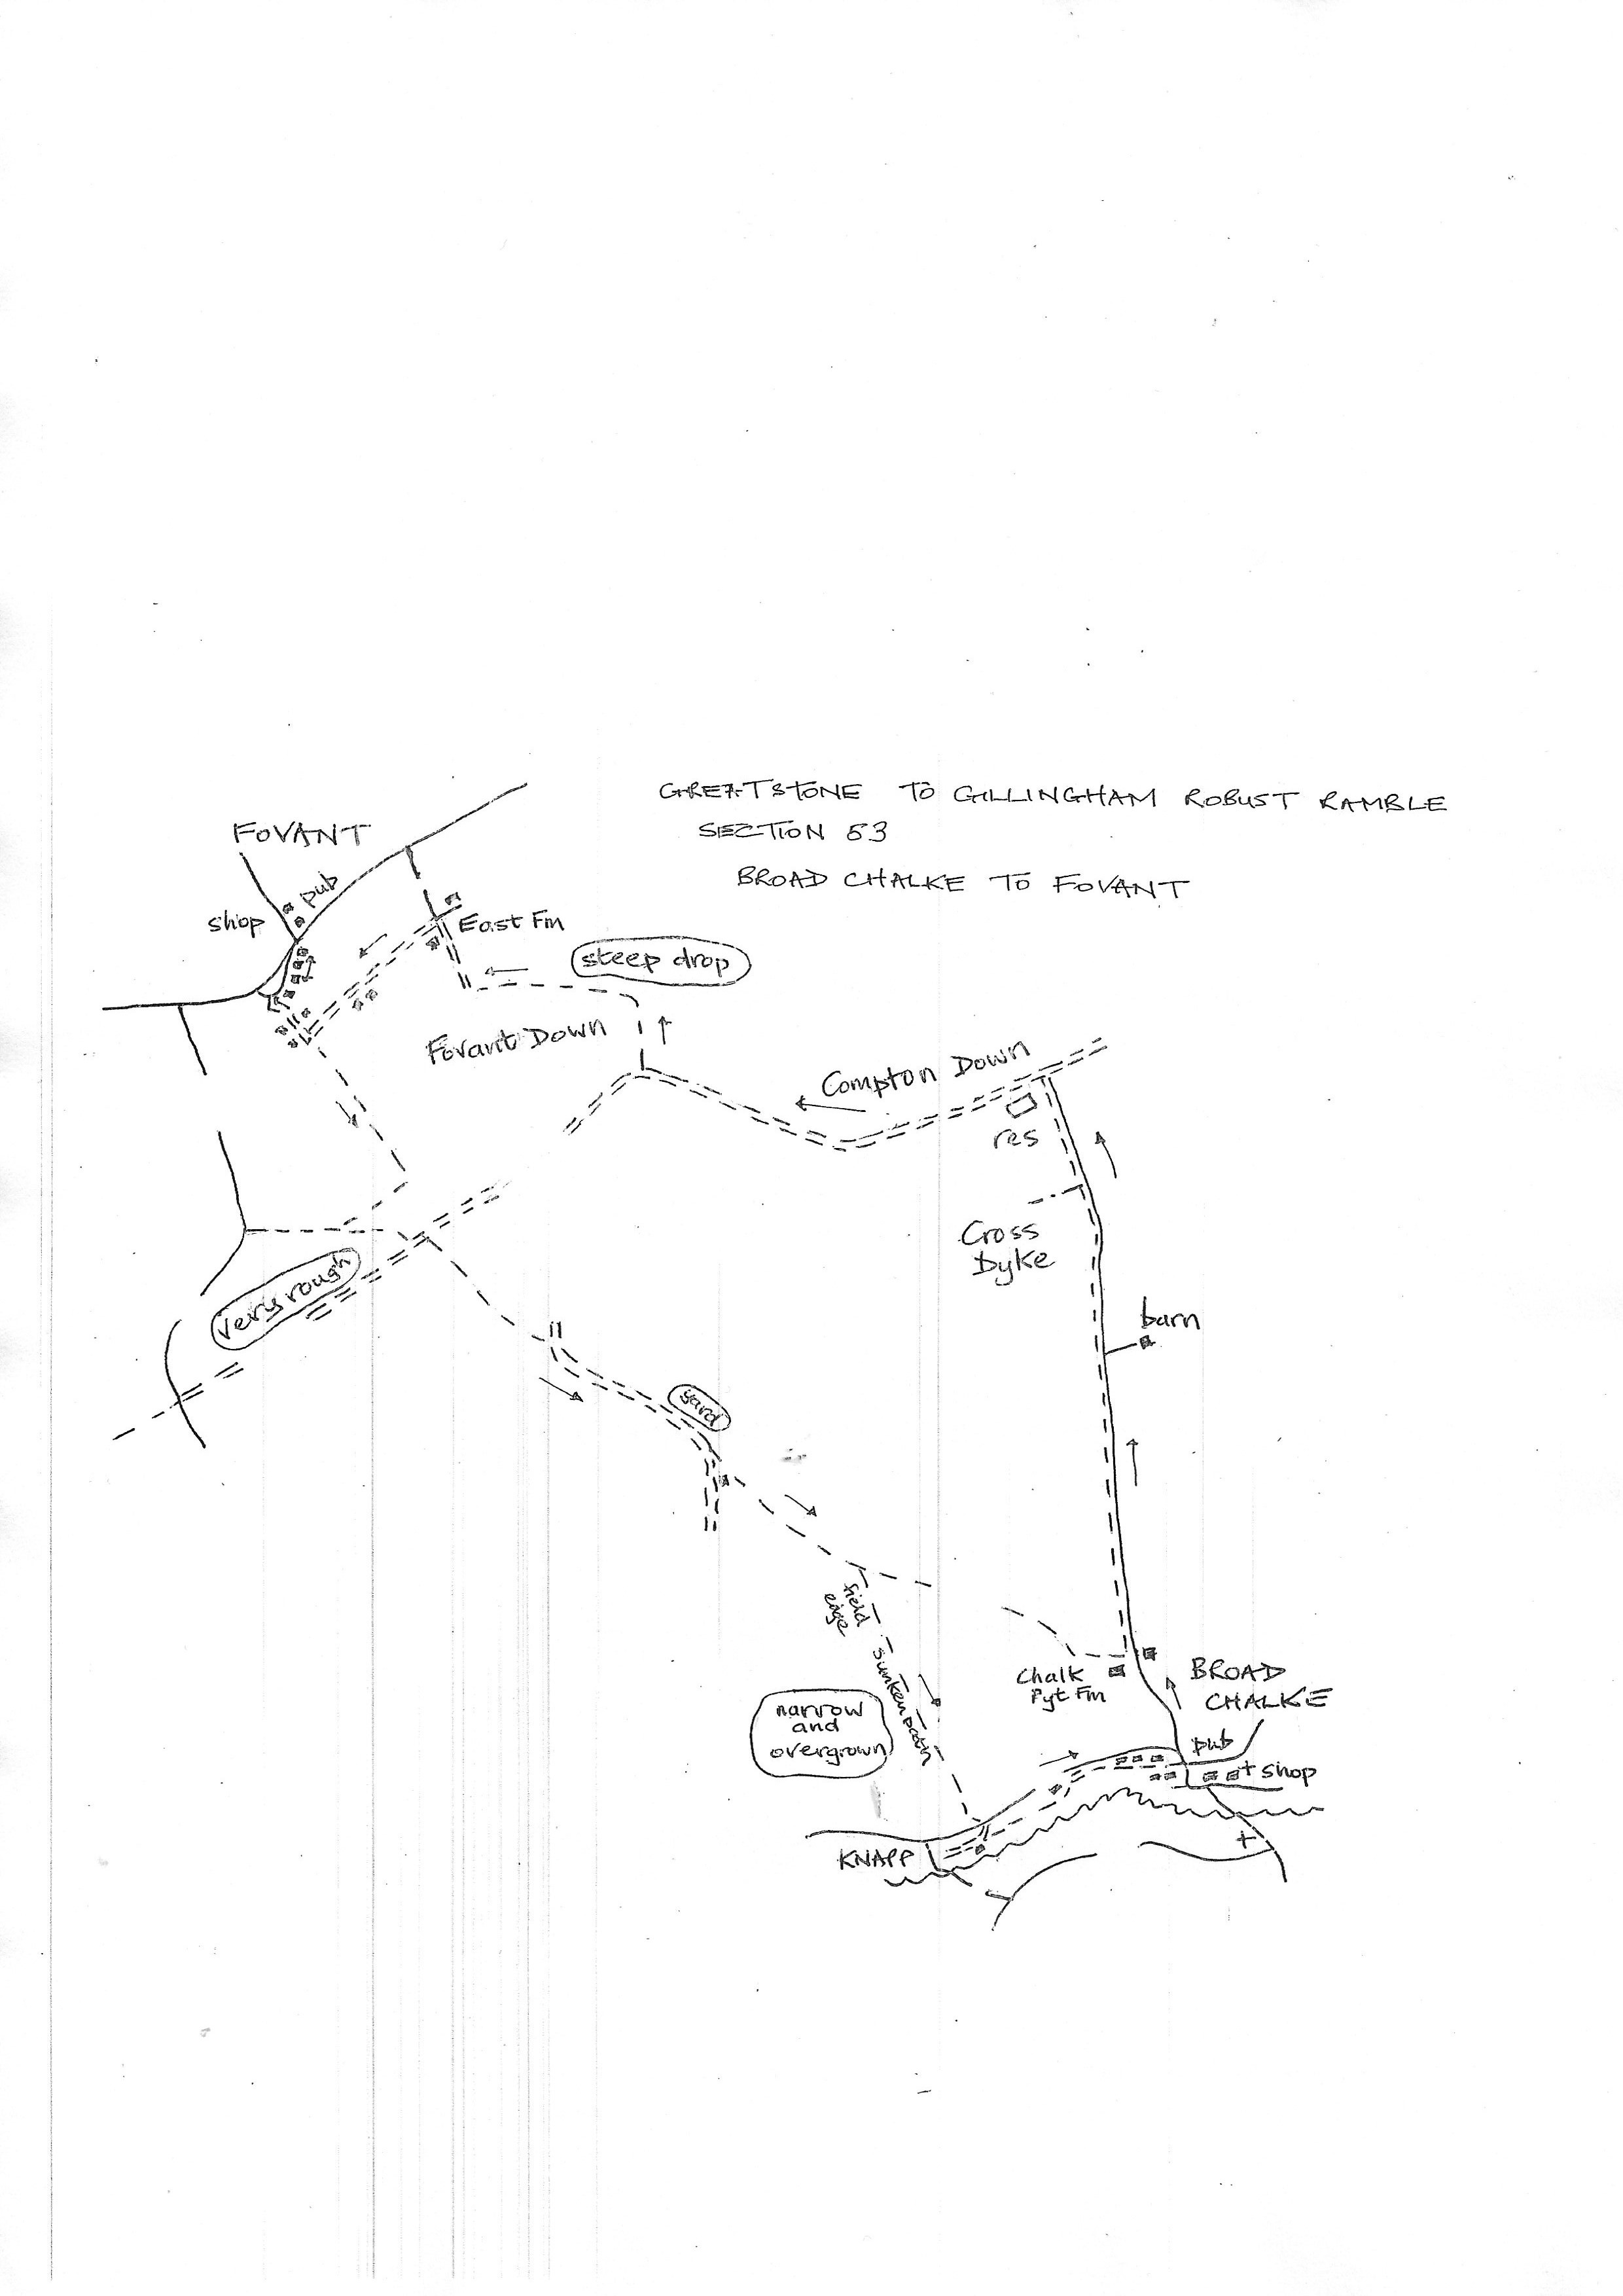 GREATSTONE TO GILLINGHAM ROBUST RAMBLE
SECTION 53
BROAD CHALKE TO FOVANT
FOVANT
pub
shop
East Fm
steep drop
Fovant Down
Compton Down
res
Cross
Dyke
very rough
barn
yard
field
edge
sunken path
narrow
and
overgrown
Chalk
Pyt Fm
BROAD
CHALKE
pub
shop
KNAPP